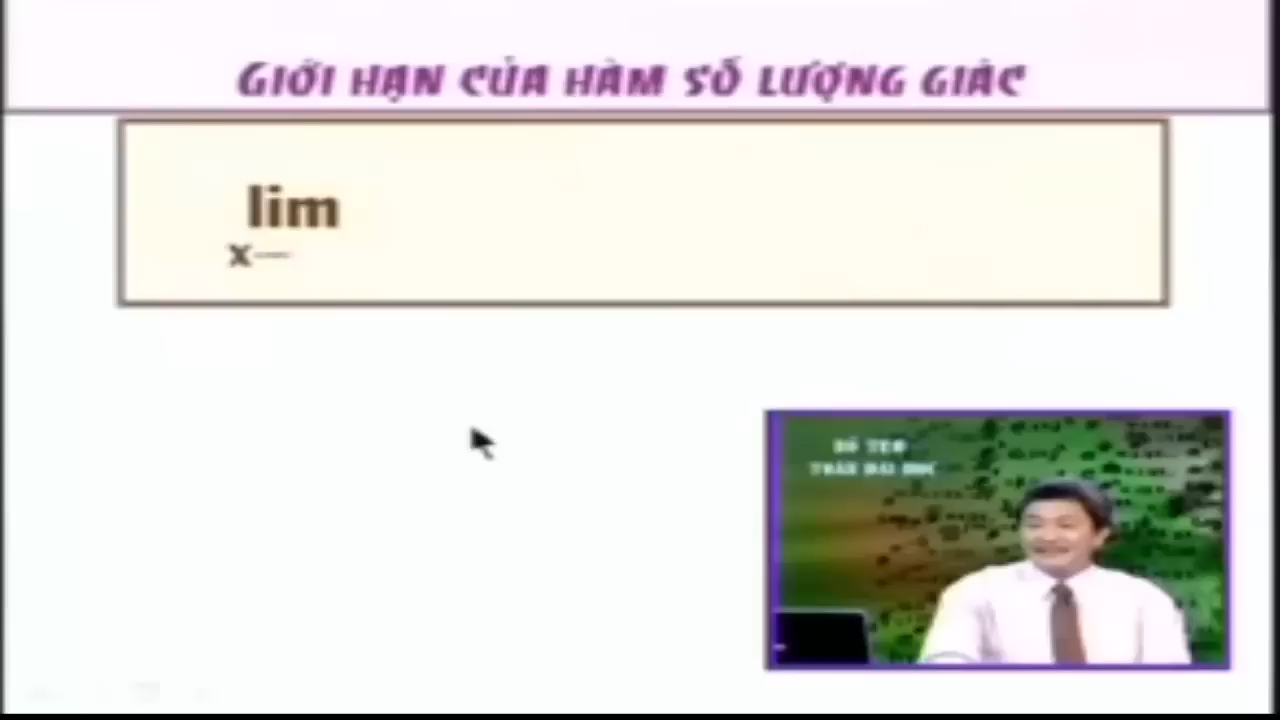 GIỚI HẠN CỦA HÀM SỐ LƯỢNG GIÁC
lim
x—